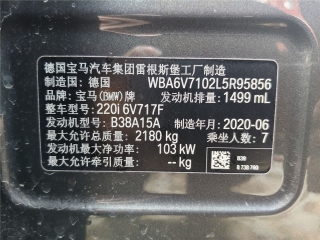 德国宝马汽车集团雷根斯堡工厂制造
制造国：德国 WBA6V7102L5R95856
品牌：宝马(BMW)牌 发动机排量：1499 mL
整车型号：220i 6V717F
最大允许总质量：2180 kg 制造年月：2020-06
发动机型号：B38A15A 乘坐人数：7
发动机最大净功率：103 kW
最大允许牵引质量：-- kg
B39